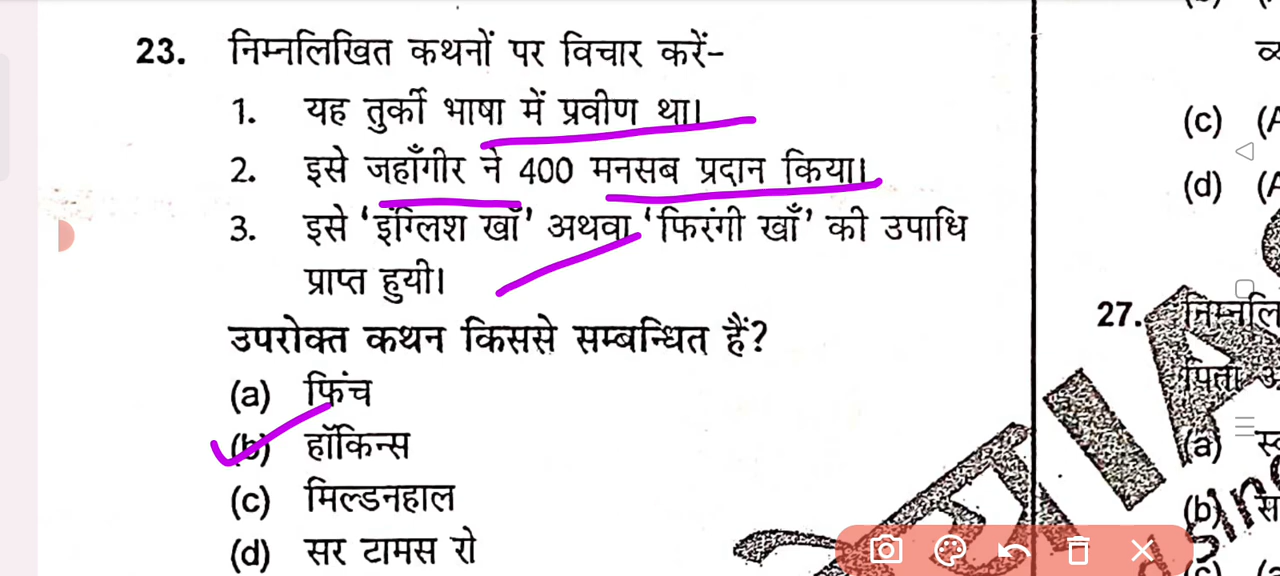 23. निम्नलिखित कथनों पर विचार करें–
1. यह तुर्की भाषा में प्रवीण था।
2. इसे जहाँगीर ने 400 मनसब प्रदान किया।
3. इसे 'इंग्लिश खाँ' अथवा 'फिरंगी खाँ' की उपाधि
प्राप्त हुयी।
उपरोक्त कथन किससे सम्बन्धित हैं?
(a) फिंच
(b) हॉकिन्स
(c) मिल्डनहाल
(d) सर टामस रो
(c)
(d)
27. निम्नलि
पिता
(a)
(b)